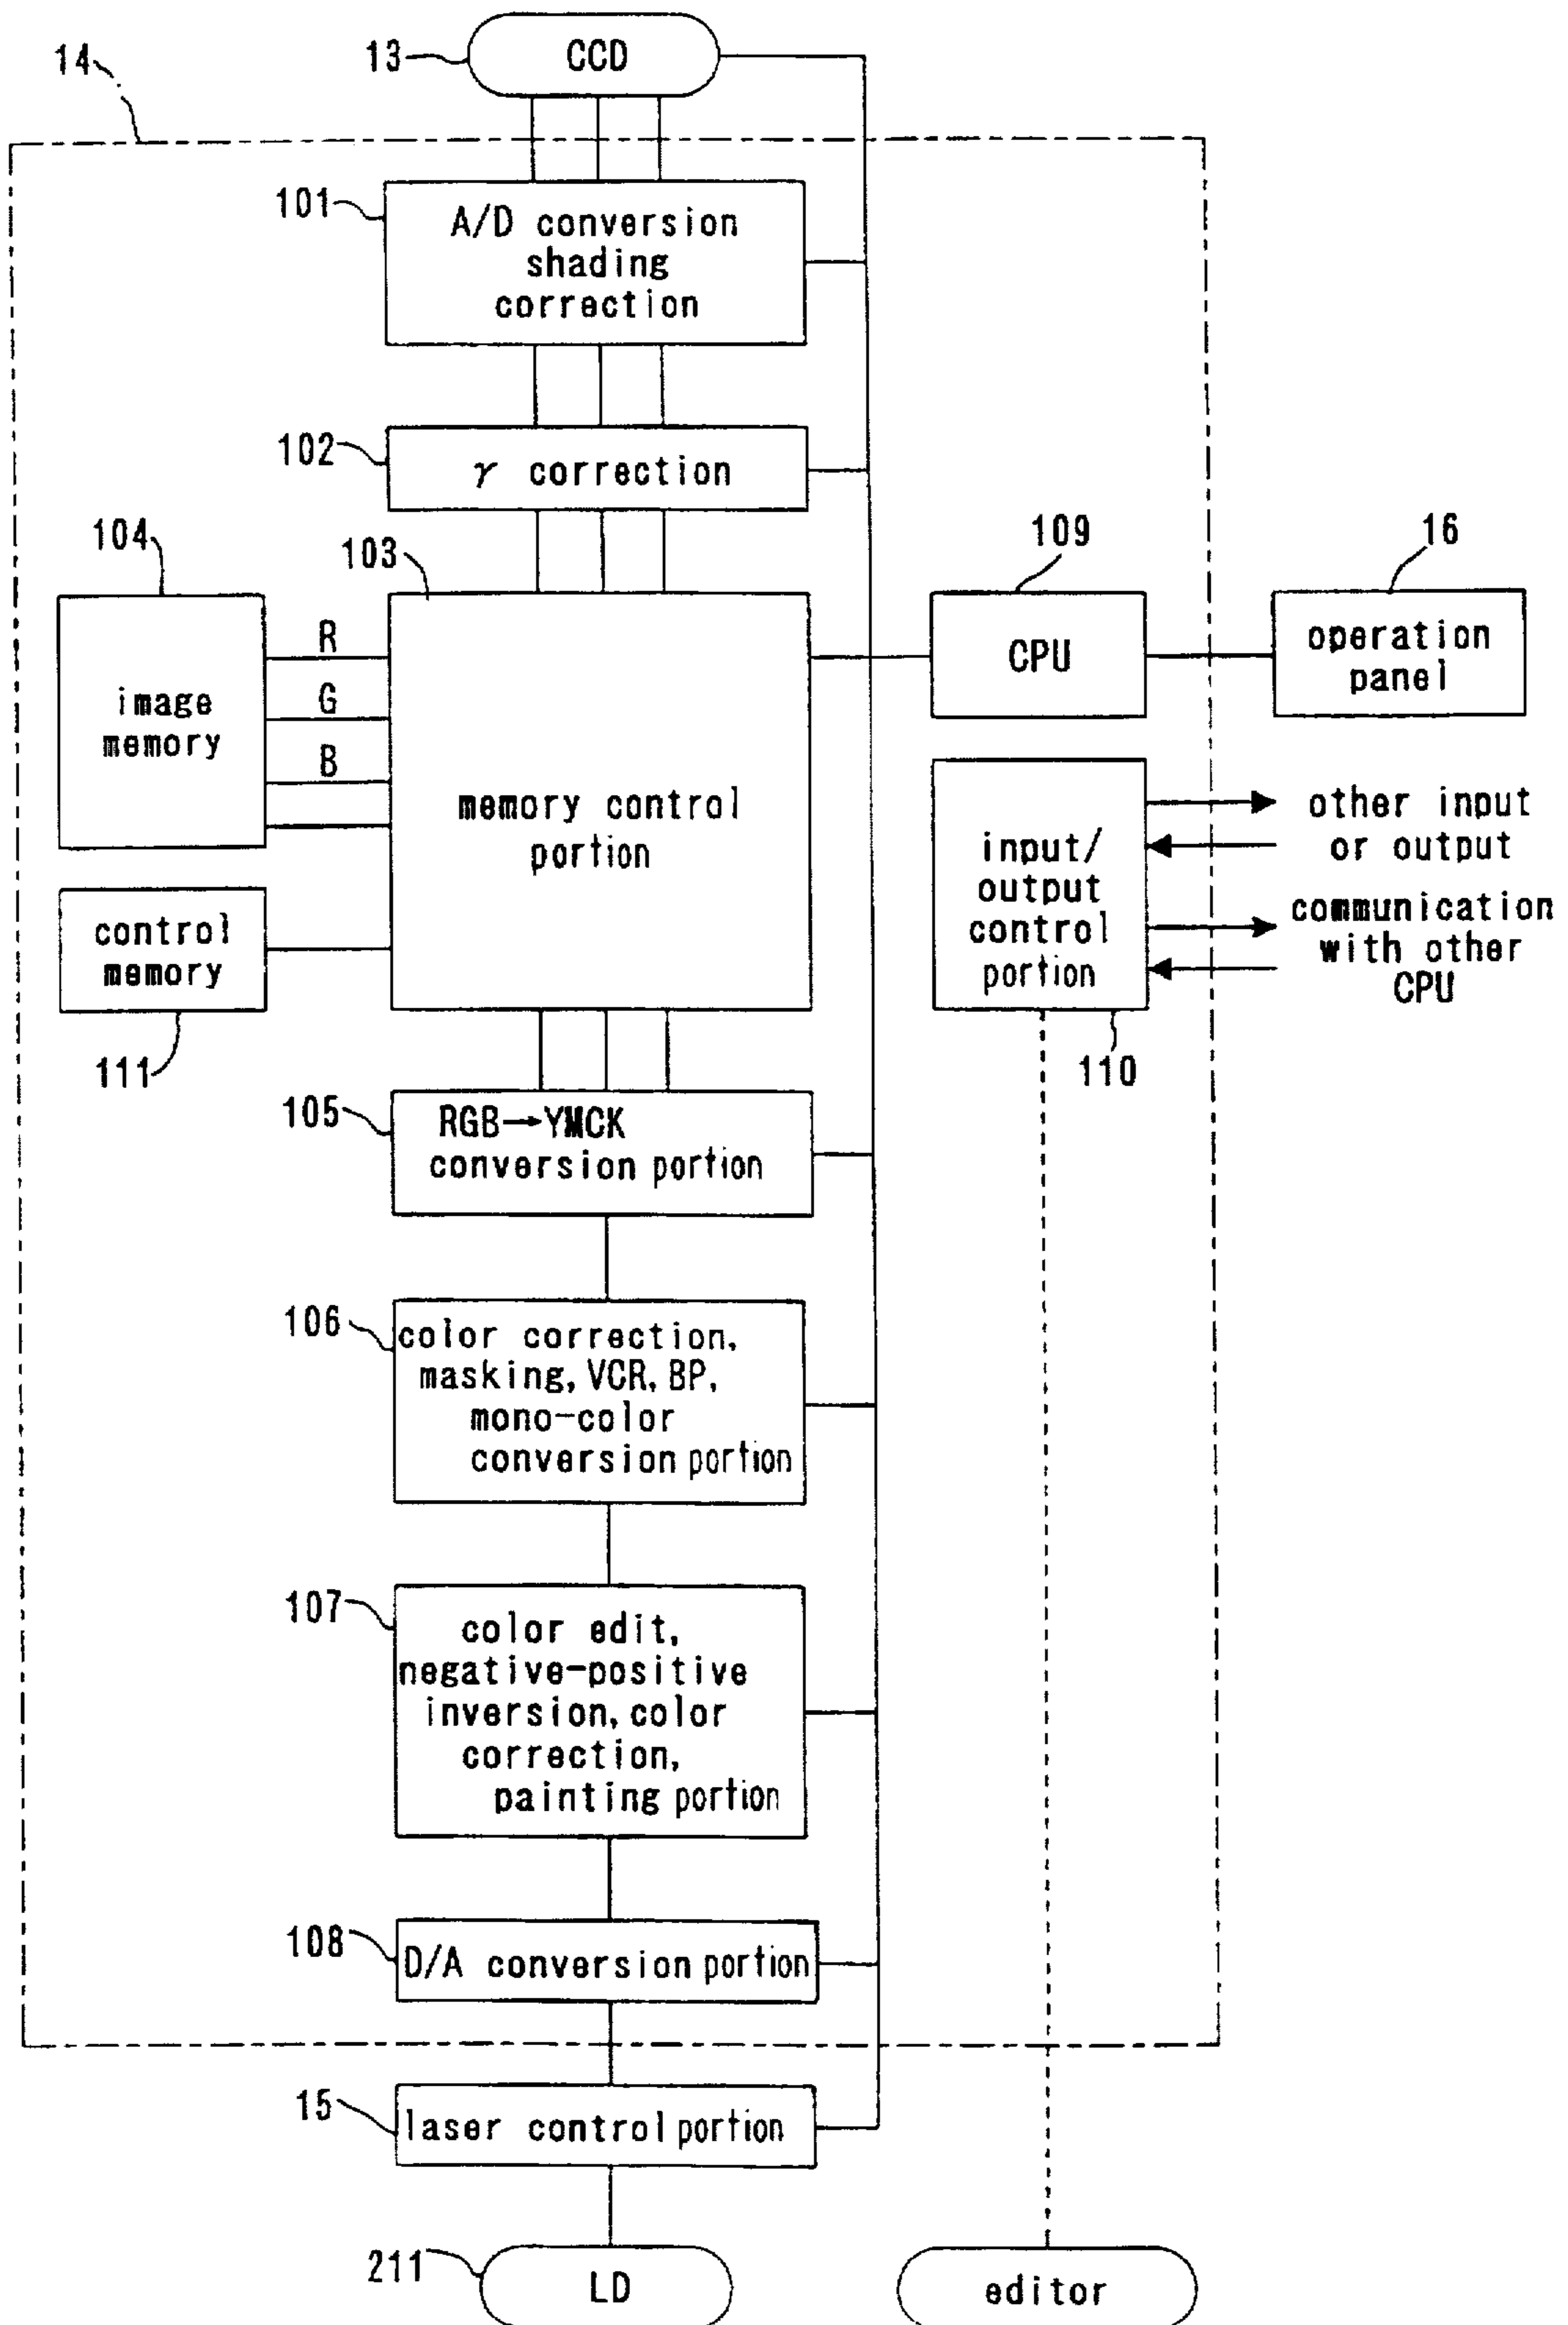 14
13
CCD
101
A/D conversion
shading
correction
102
γ correction
104
103
109
16
image
memory
R
G
B
memory control
portion
CPU
operation
panel
control
memory
111
input/
output
control
portion
110
other input
or output
communication
with other
CPU
105
RGB→YMCK
conversion portion
106
color correction,
masking, VCR, BP,
mono-color
conversion portion
107
color edit,
negative-positive
inversion, color
correction,
painting portion
108
D/A conversion portion
15
laser control portion
211
LD
editor